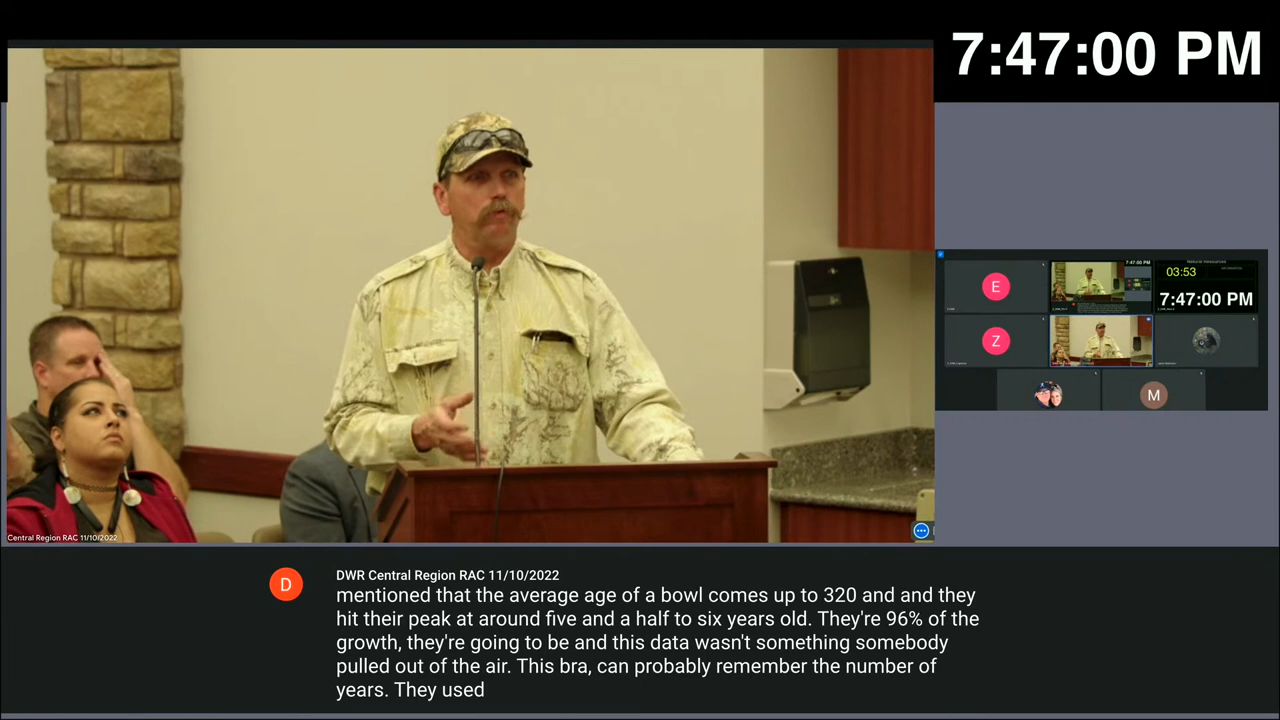 7:47:00 PM
E
03:53
7:47:00 PM
Z
M
Central Region RAC 11/10/2022
D
DWR Central Region RAC 11/10/2022
mentioned that the average age of a bowl comes up to 320 and and they
hit their peak at around five and a half to six years old. They're 96% of the
growth, they're going to be and this data wasn't something somebody
pulled out of the air. This bra, can probably remember the number of
years. They used